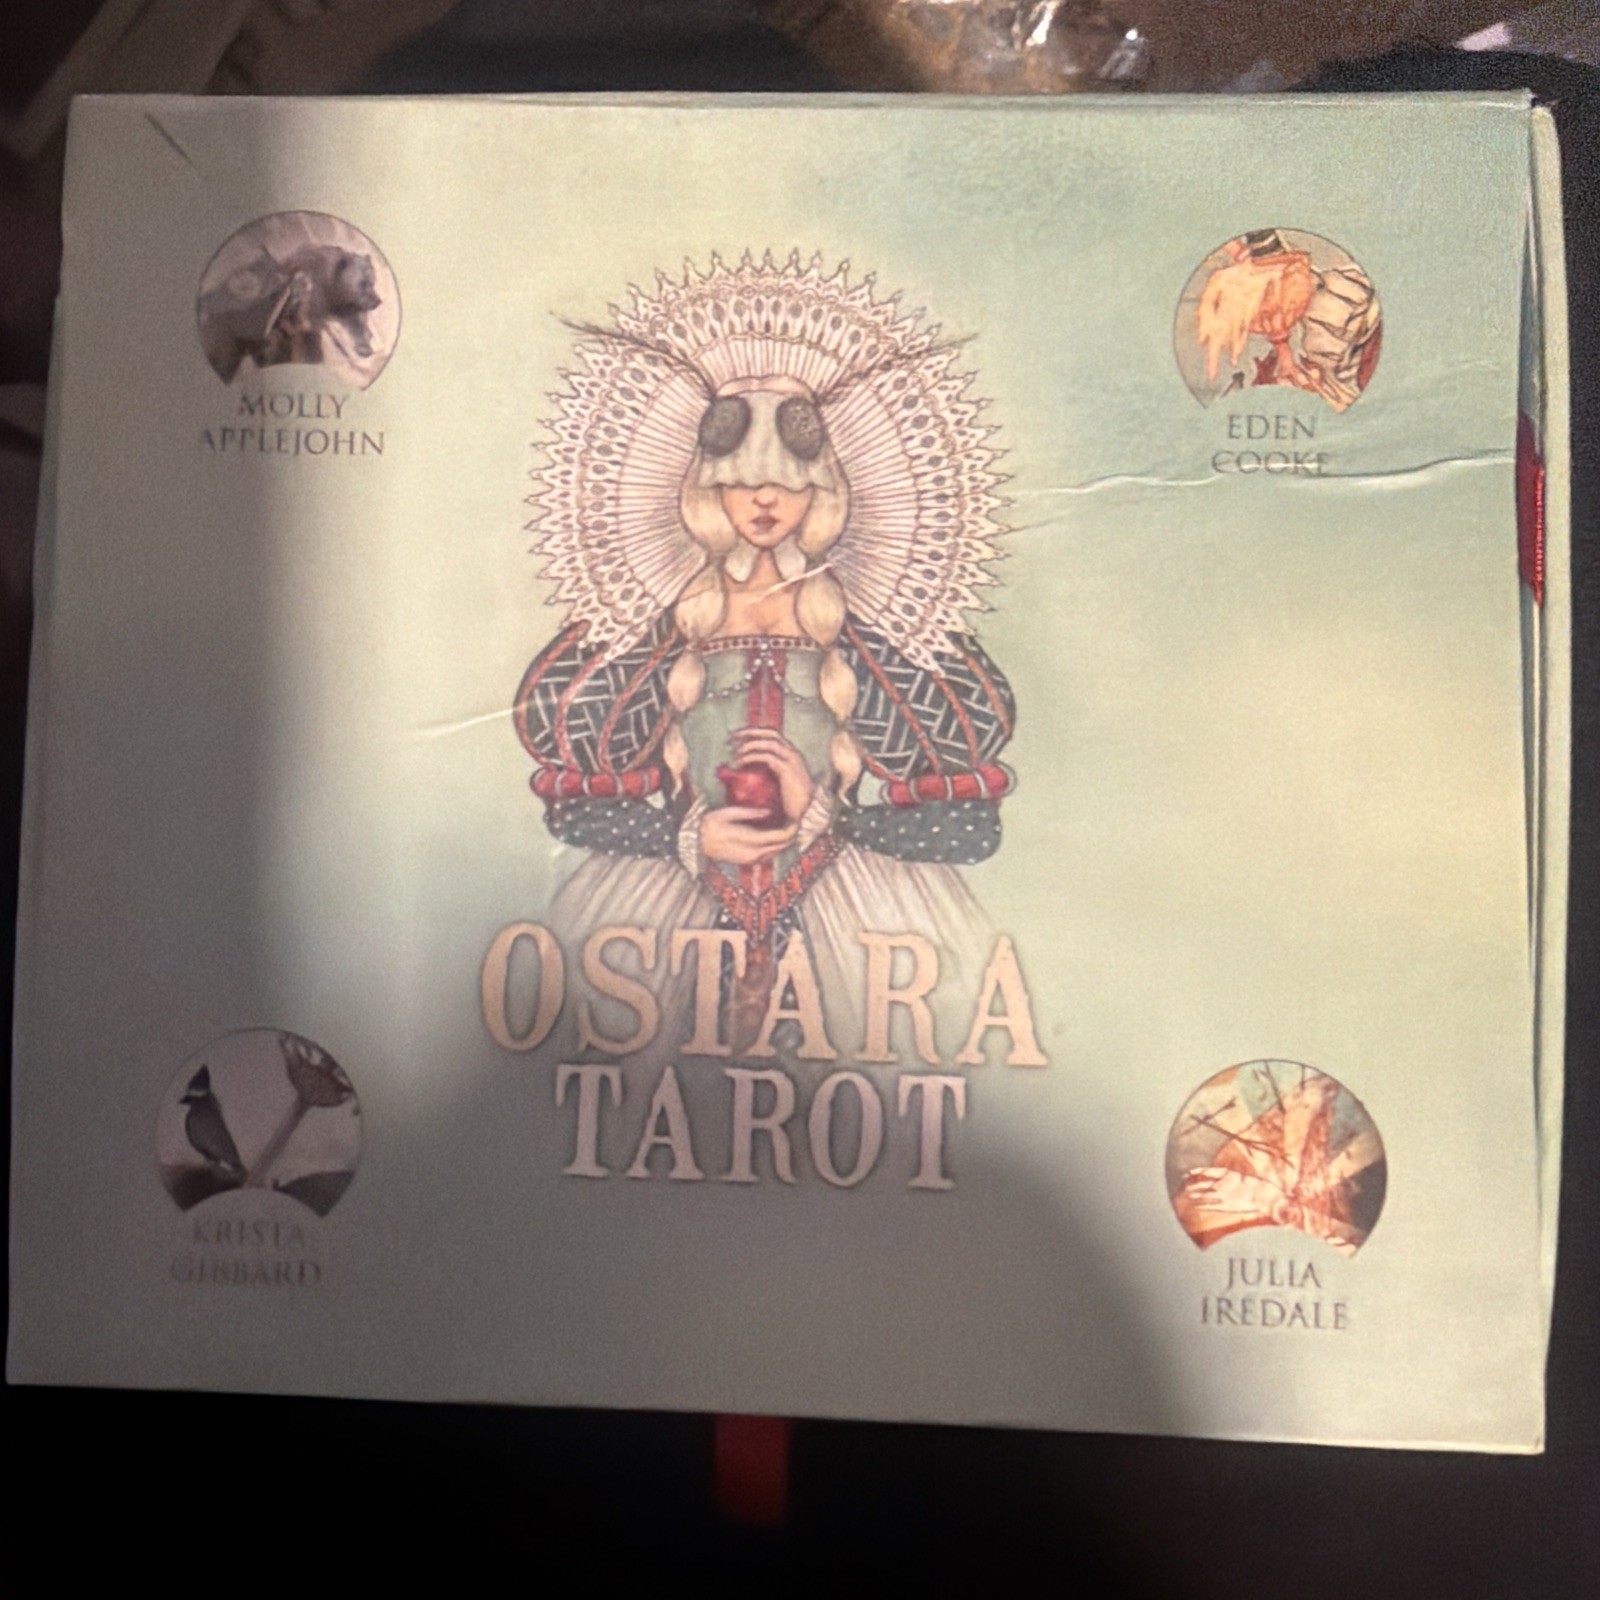 MOLLY
APPLEJOHN
EDEN
COOKE
OSTARA
TAROT
KRISTA
GIBBARD
JULIA
IREDALE